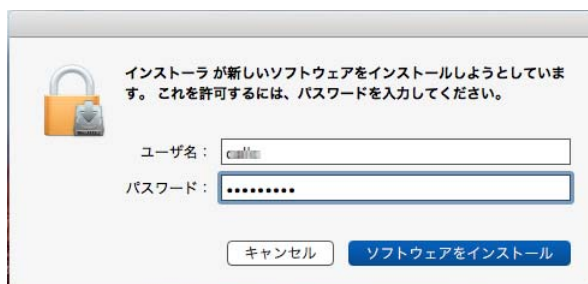 インストーラ が新しいソフトウェアをインストールしようとしていま
す。 これを許可するには、パスワードを入力してください。
ユーザ名：
パスワード： •••••••••
キャンセル ソフトウェアをインストール